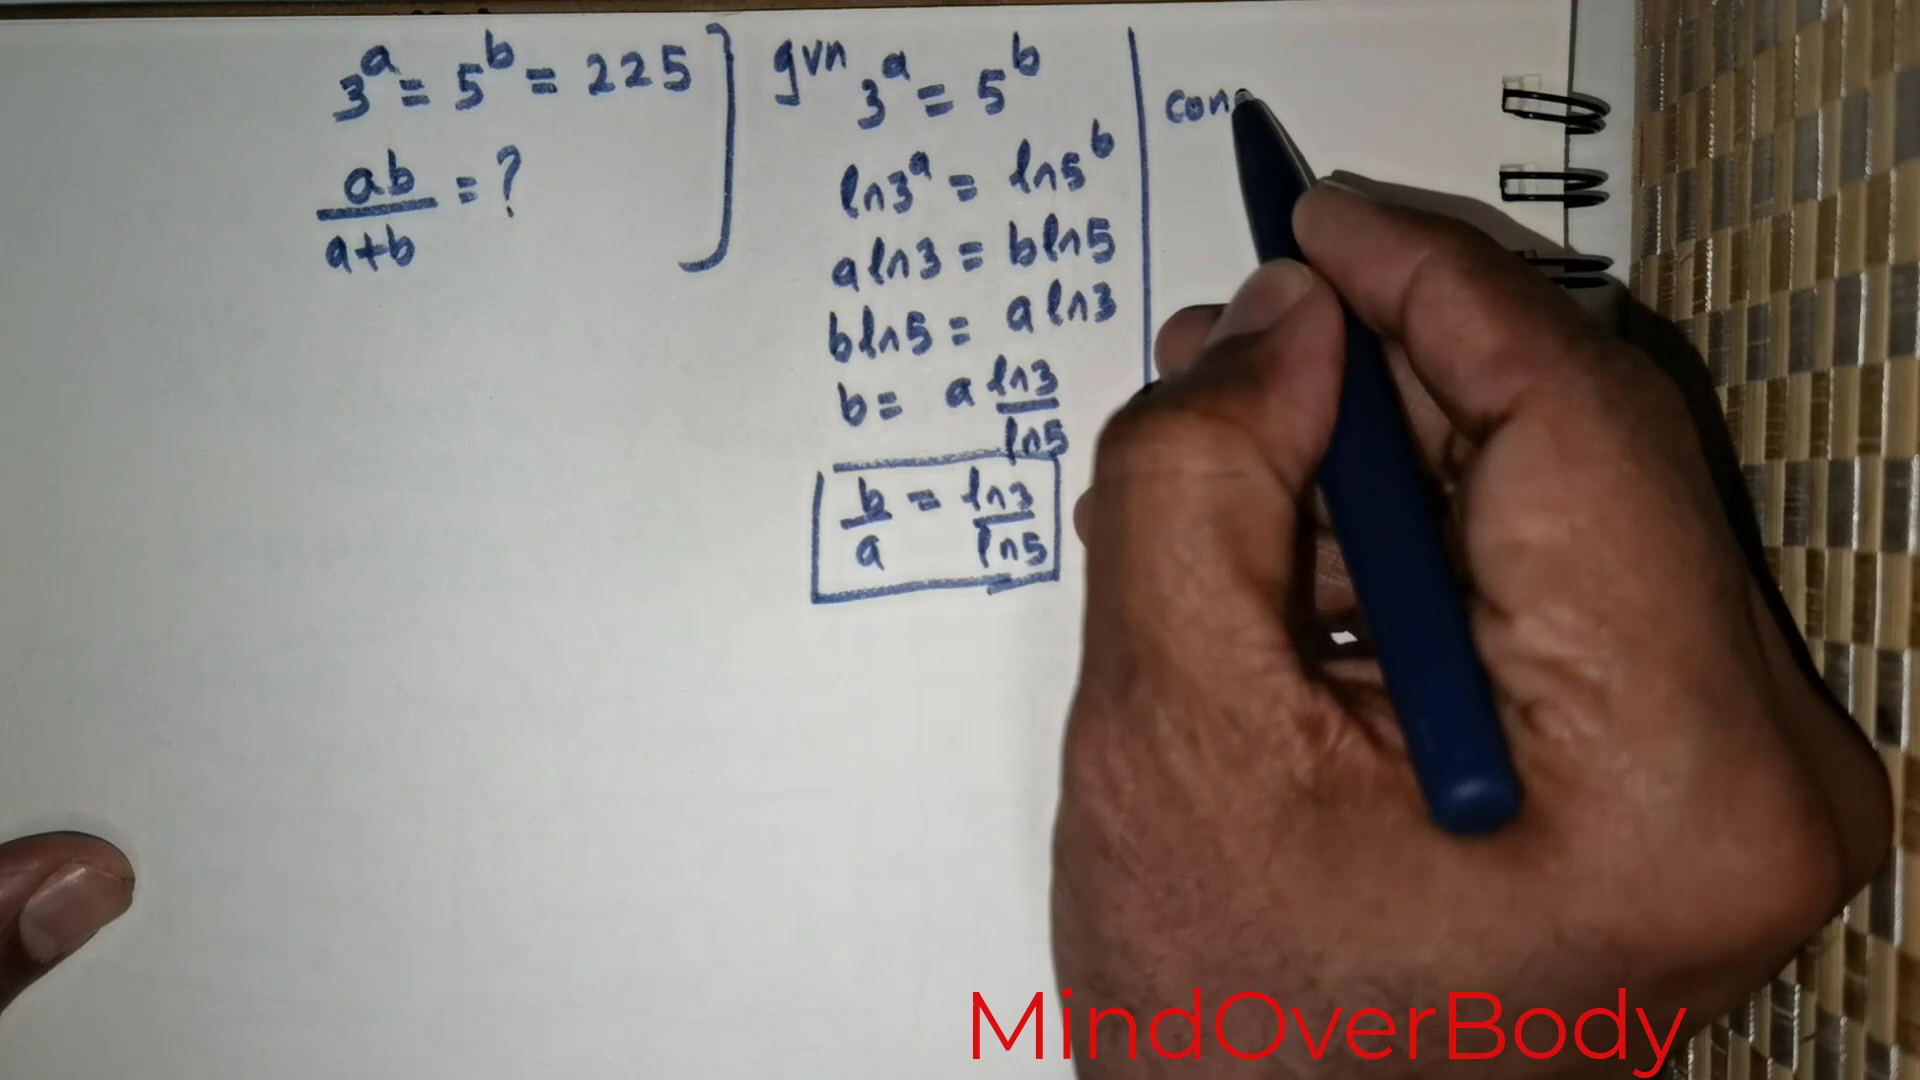 3^a = 5^b = 225
ab/a+b = ?
gvn 3^a = 5^b
ln3^a = ln5^b
aln3 = bln5
bln5 = aln3
b = a ln3/ln5
b/a = ln3/ln5
con
MindOverBody